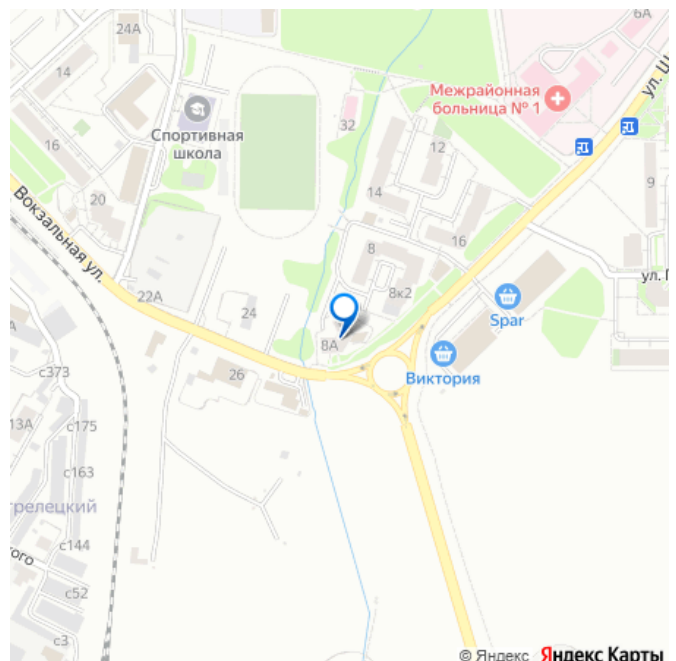 24А
6А
14
Межрайонная
больница № 1
ул. Ш
Спортивная
школа
32
12
16
20
14
9
Вокзальная ул.
8
16
ул. Г
22А
24
8к2
Spar
8А
Виктория
26
с373
13А
с175
с163
трелецкий
с144
ого
с52
с3
© Яндекс Яндекс Карты